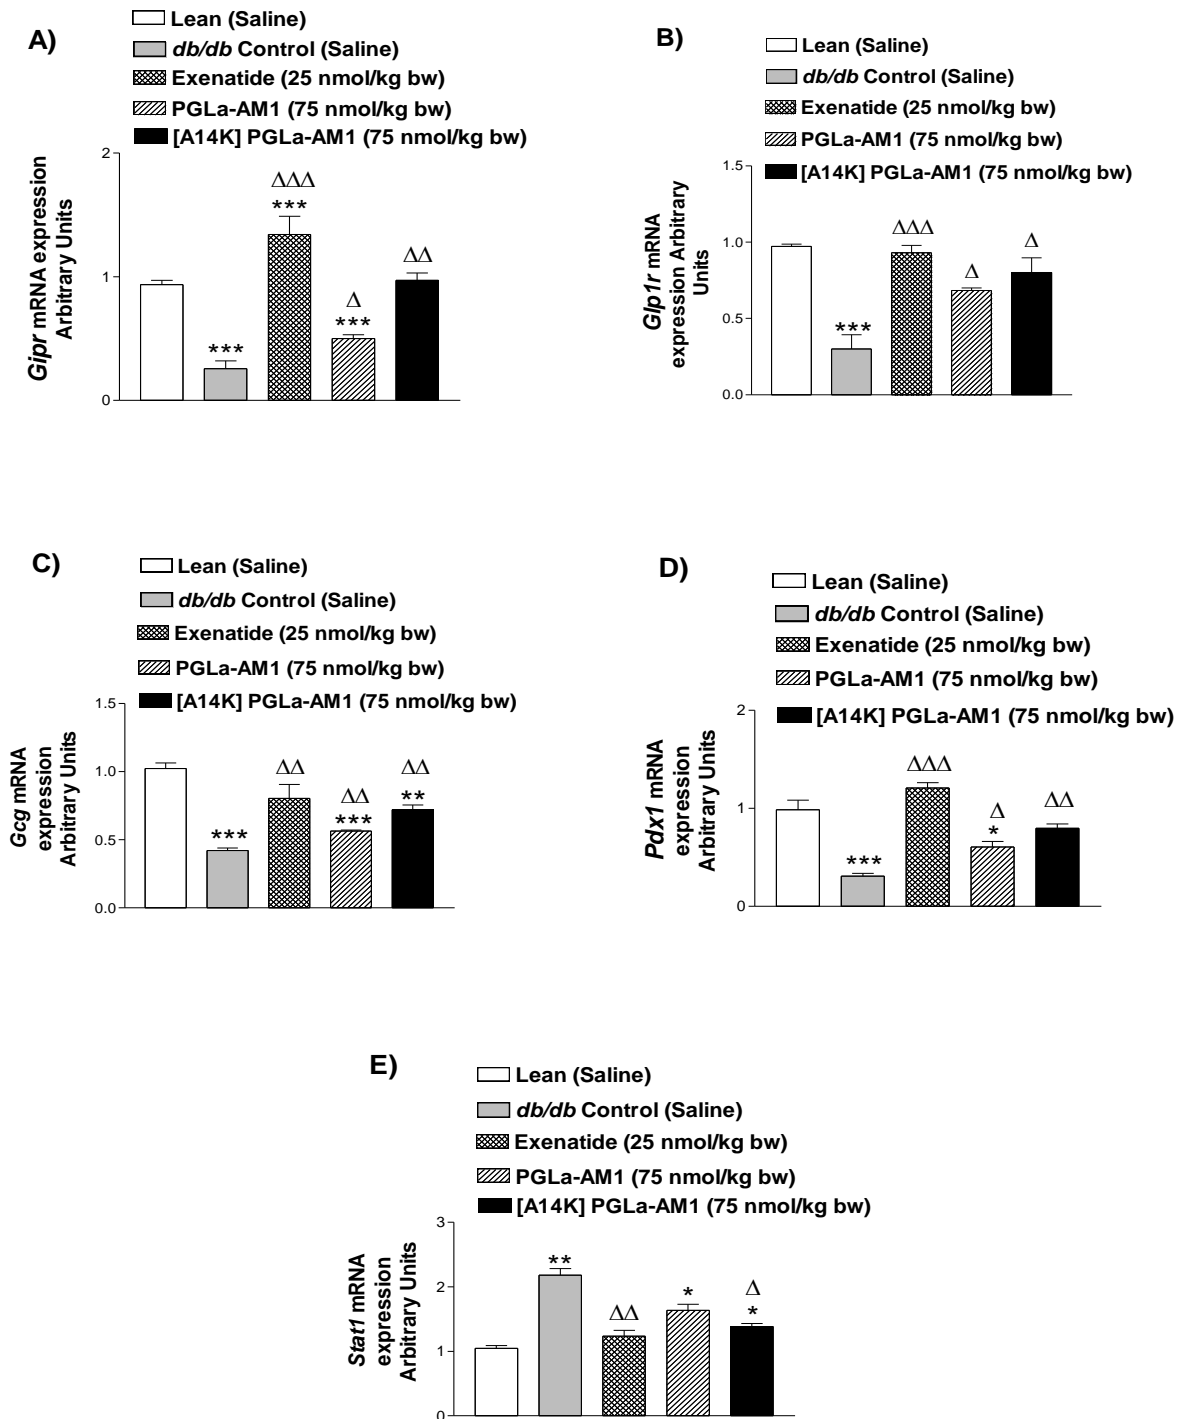 A)
Lean (Saline)
db/db Control (Saline)
Exenatide (25 nmol/kg bw)
PGLa-AM1 (75 nmol/kg bw)
[A14K] PGLa-AM1 (75 nmol/kg bw)
Gipr mRNA expression
Arbitrary Units
2
1
0
***
ΔΔΔ
***
Δ
***
ΔΔ
B)
Lean (Saline)
db/db Control (Saline)
Exenatide (25 nmol/kg bw)
PGLa-AM1 (75 nmol/kg bw)
[A14K] PGLa-AM1 (75 nmol/kg bw)
Glp1r mRNA
expression Arbitrary
Units
1.5
1.0
0.5
0.0
***
ΔΔΔ
Δ
Δ
C)
Lean (Saline)
db/db Control (Saline)
Exenatide (25 nmol/kg bw)
PGLa-AM1 (75 nmol/kg bw)
[A14K] PGLa-AM1 (75 nmol/kg bw)
Gcg mRNA
expression
Arbitrary Units
1.5
1.0
0.5
0.0
***
ΔΔ
ΔΔ
***
ΔΔ
**
D)
Lean (Saline)
db/db Control (Saline)
Exenatide (25 nmol/kg bw)
PGLa-AM1 (75 nmol/kg bw)
[A14K] PGLa-AM1 (75 nmol/kg bw)
Pdx1 mRNA
expression
Arbitrary Units
2
1
0
***
ΔΔΔ
Δ
*
ΔΔ
E)
Lean (Saline)
db/db Control (Saline)
Exenatide (25 nmol/kg bw)
PGLa-AM1 (75 nmol/kg bw)
[A14K] PGLa-AM1 (75 nmol/kg bw)
Stat1 mRNA
expression
Arbitrary Units
3
2
1
0
**
ΔΔ
*
Δ
*